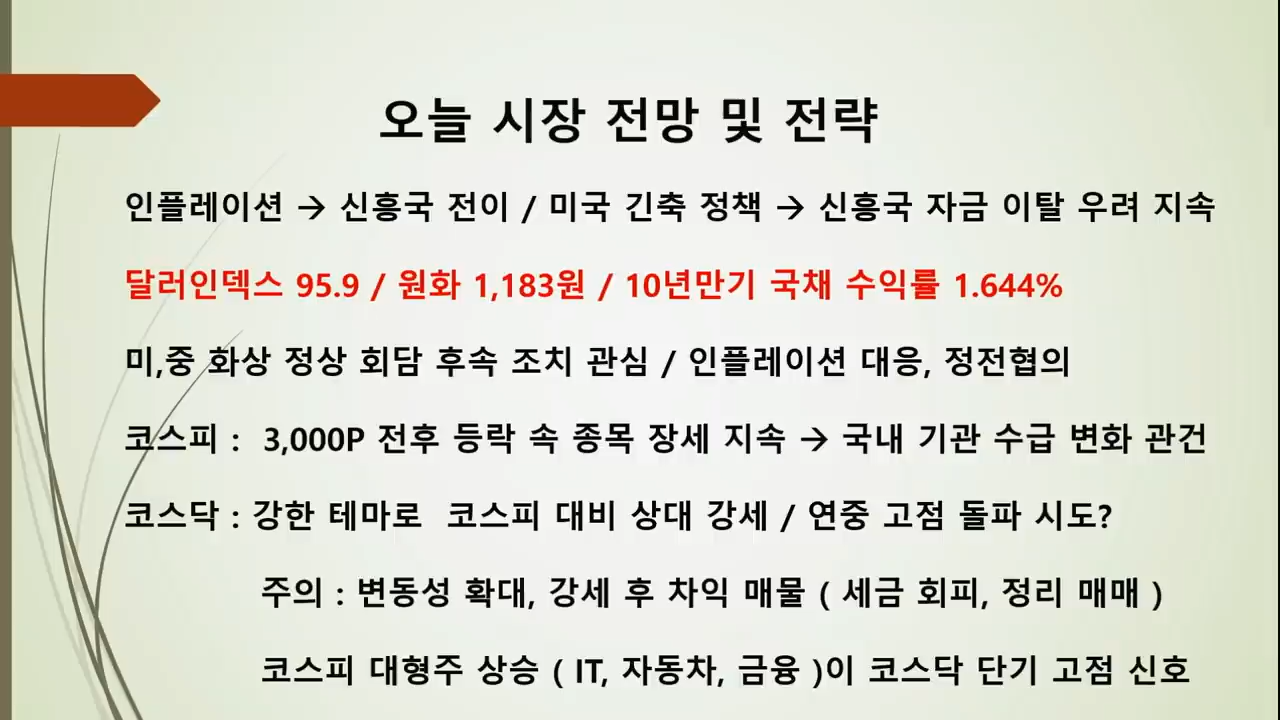 오늘 시장 전망 및 전략
인플레이션 → 신흥국 전이 / 미국 긴축 정책 → 신흥국 자금 이탈 우려 지속
달러인덱스 95.9 / 원화 1,183원 / 10년만기 국채 수익률 1.644%
미,중 화상 정상 회담 후속 조치 관심 / 인플레이션 대응, 정전협의
코스피 : 3,000P 전후 등락 속 종목 장세 지속 → 국내 기관 수급 변화 관건
코스닥 : 강한 테마로 코스피 대비 상대 강세 / 연중 고점 돌파 시도?
주의 : 변동성 확대, 강세 후 차익 매물 ( 세금 회피, 정리 매매 )
코스피 대형주 상승 ( IT, 자동차, 금융 )이 코스닥 단기 고점 신호